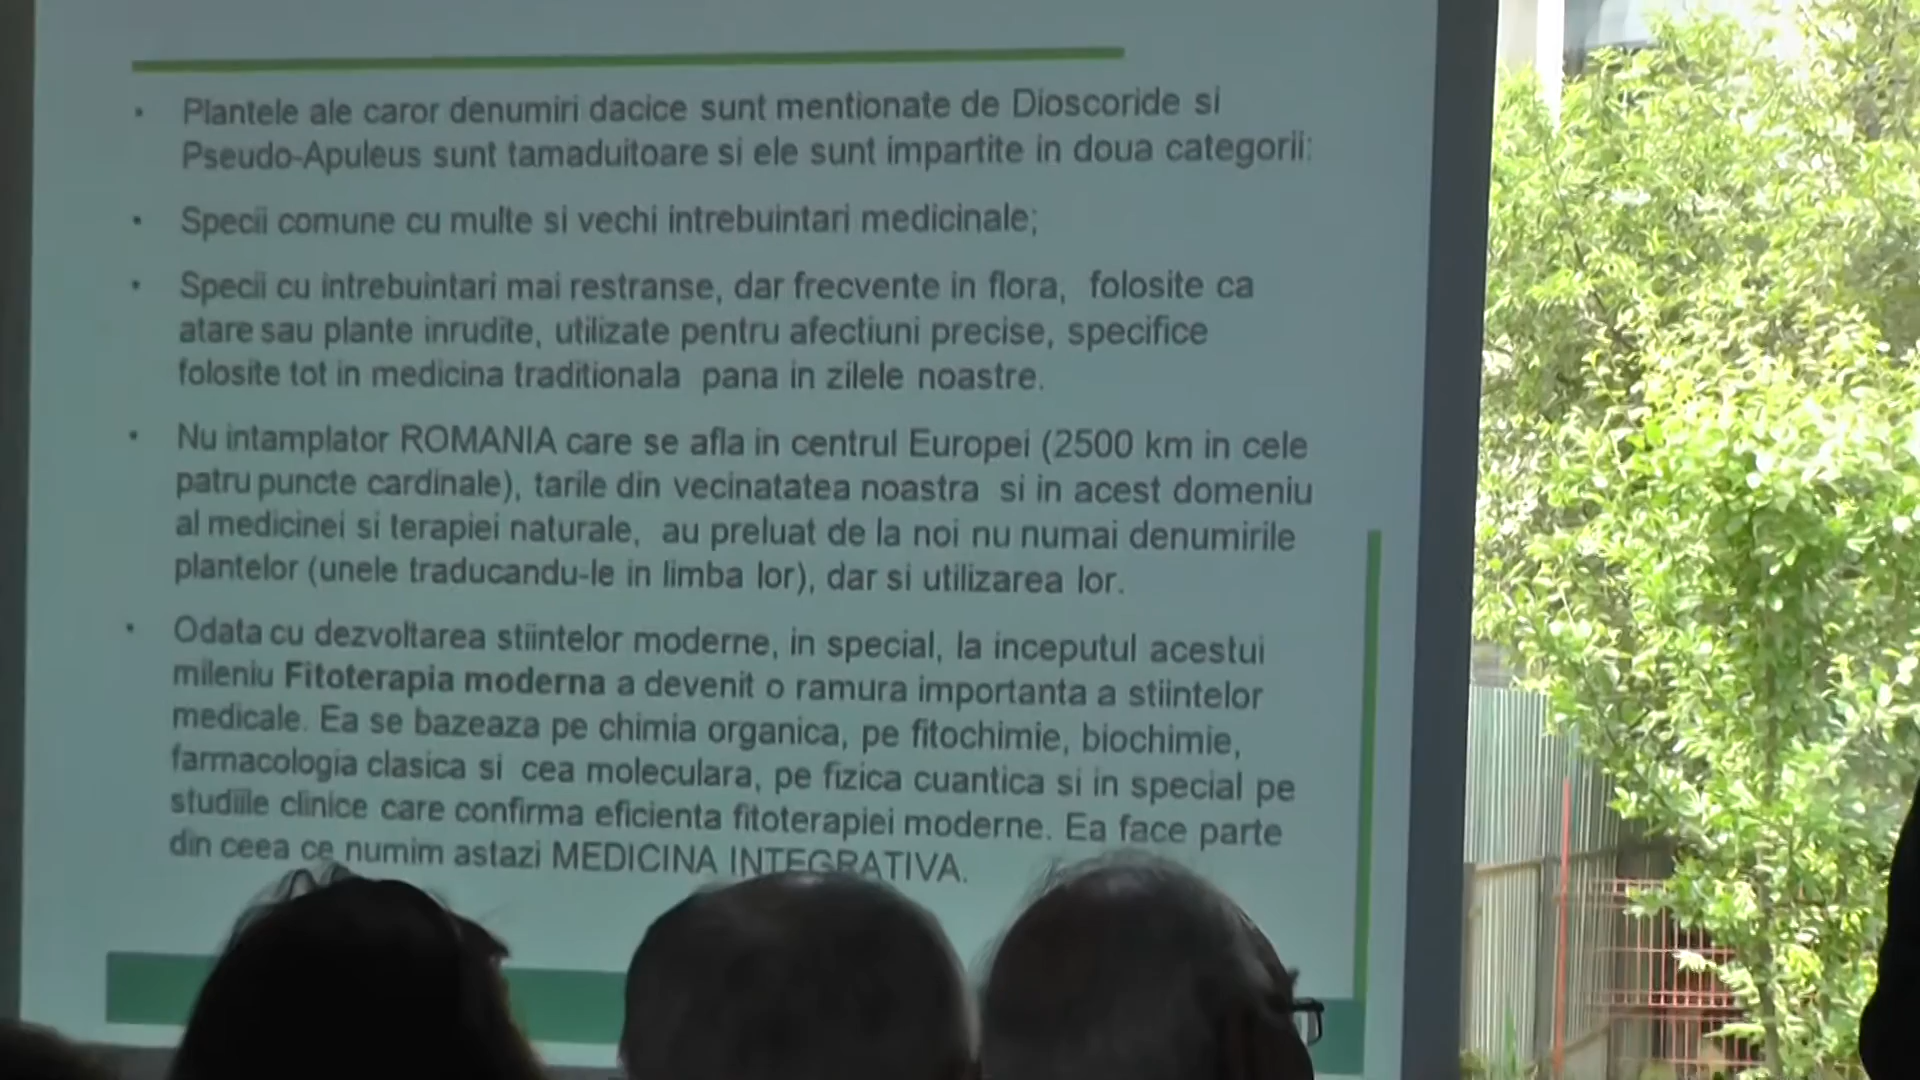 • Plantele ale caror denumiri dacice sunt mentionate de Dioscoride si
Pseudo-Apuleus sunt tamaduitoare si ele sunt impartite in doua categorii:
• Specii comune cu multe si vechi intrebuintari medicinale;
• Specii cu intrebuintari mai restranse, dar frecvente in flora, folosite ca
atare sau plante inrudite, utilizate pentru afectiuni precise, specifice
folosite tot in medicina traditionala pana in zilele noastre.
• Nu intamplator ROMANIA care se afla in centrul Europei (2500 km in cele
patru puncte cardinale), tarile din vecinatatea noastra si in acest domeniu
al medicinei si terapiei naturale, au preluat de la noi nu numai denumirile
plantelor (unele traducandu-le in limba lor), dar si utilizarea lor.
• Odata cu dezvoltarea stiintelor moderne, in special, la inceputul acestui
mileniu Fitoterapia moderna a devenit o ramura importanta a stiintelor
medicale. Ea se bazeaza pe chimia organica, pe fitochimie, biochimie,
farmacologia clasica si cea moleculara, pe fizica cuantica si in special pe
studiile clinice care confirma eficienta fitoterapiei moderne. Ea face parte
din ceea ce numim astazi MEDICINA INTEGRATIVA.